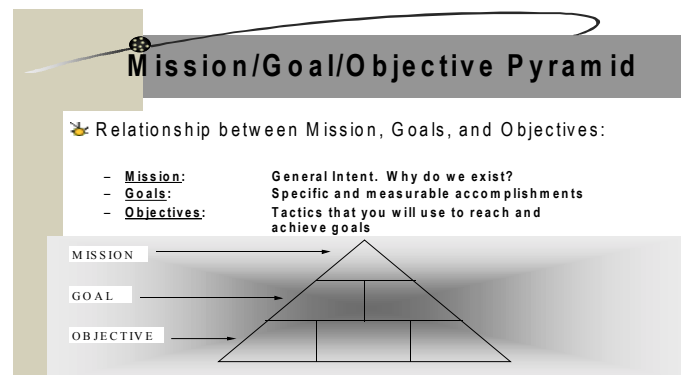 Mission/Goal/Objective Pyramid
Relationship between Mission, Goals, and Objectives:
– Mission: General Intent. Why do we exist?
– Goals: Specific and measurable accomplishments
– Objectives: Tactics that you will use to reach and
achieve goals
MISSION
GOAL
OBJECTIVE